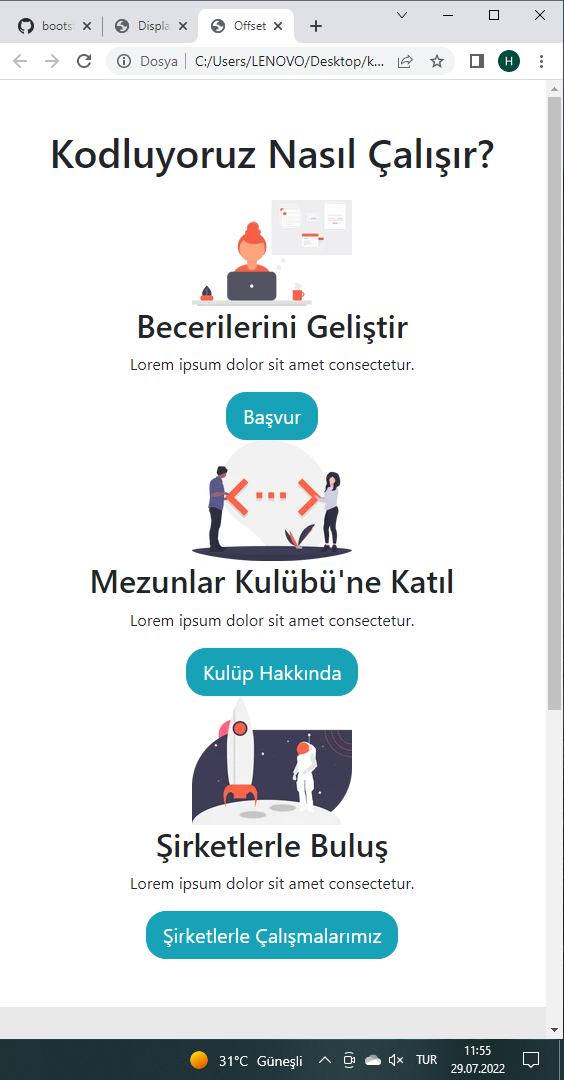 boots
Displa
Offset
Dosya
C:/Users/LENOVO/Desktop/k...
H
Kodluyoruz Nasıl Çalışır?
Becerilerini Geliştir
Lorem ipsum dolor sit amet consectetur.
Başvur
Mezunlar Kulübü'ne Katıl
Lorem ipsum dolor sit amet consectetur.
Kulüp Hakkında
Şirketlerle Buluş
Lorem ipsum dolor sit amet consectetur.
Şirketlerle Çalışmalarımız
31°C Güneşli
TUR
11:55
29.07.2022